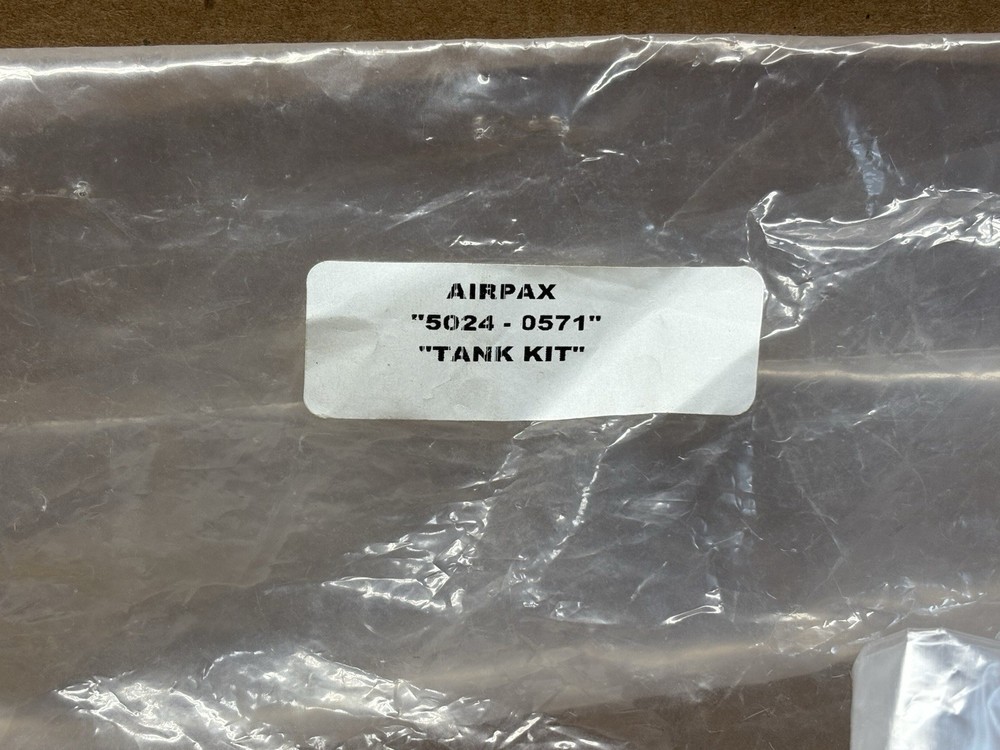 AIRPAX
"5024 - 0571"
"TANK KIT"